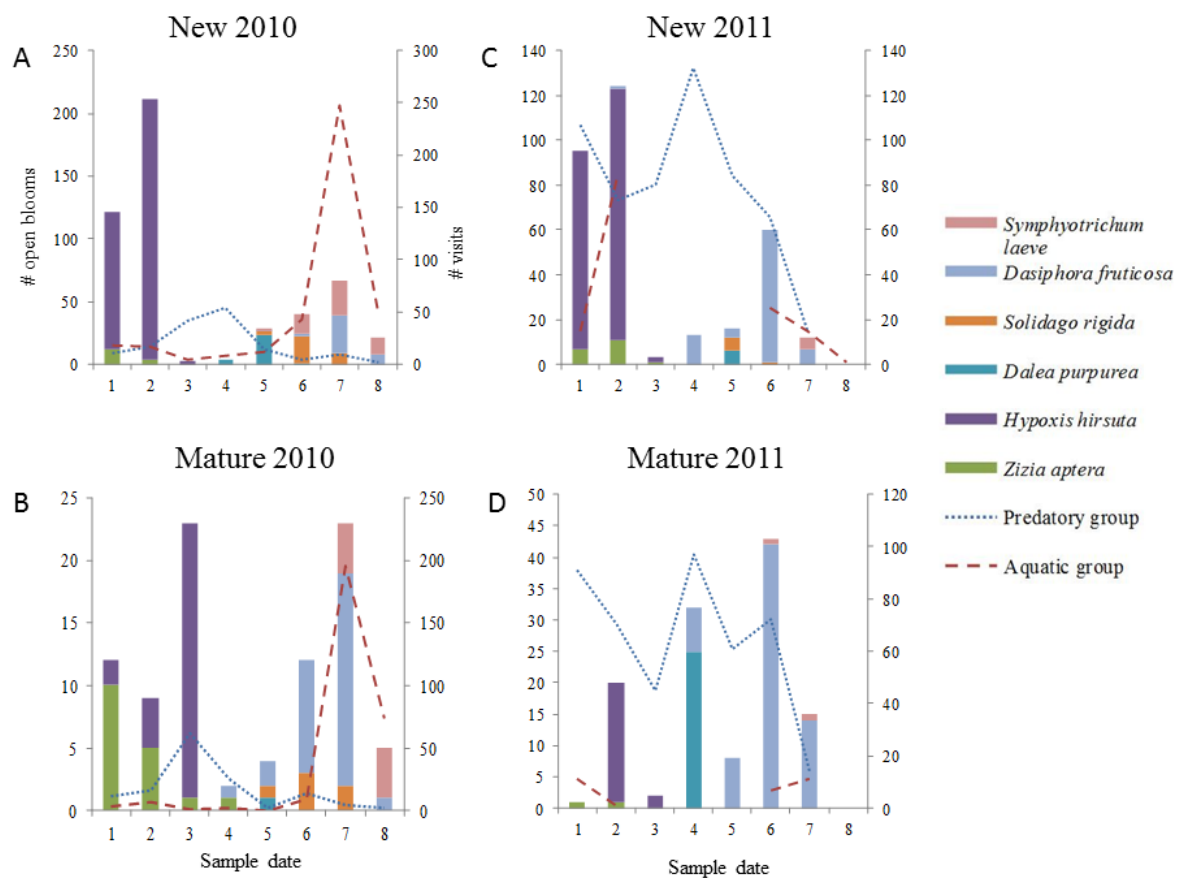 New 2010
A
250
200
150
100
50
0
# open blooms
300
250
200
150
100
50
0
# visits
1 2 3 4 5 6 7 8
New 2011
C
140
120
100
80
60
40
20
0
140
120
100
80
60
40
20
0
1 2 3 4 5 6 7 8
Mature 2010
B
25
20
15
10
5
0
250
200
150
100
50
0
1 2 3 4 5 6 7 8
Sample date
Mature 2011
D
50
45
40
35
30
25
20
15
10
5
0
120
100
80
60
40
20
0
1 2 3 4 5 6 7 8
Sample date
Symphyotrichum
laeve
Dasiphora fruticosa
Solidago rigida
Dalea purpurea
Hypoxis hirsuta
Zizia aptera
Predatory group
Aquatic group